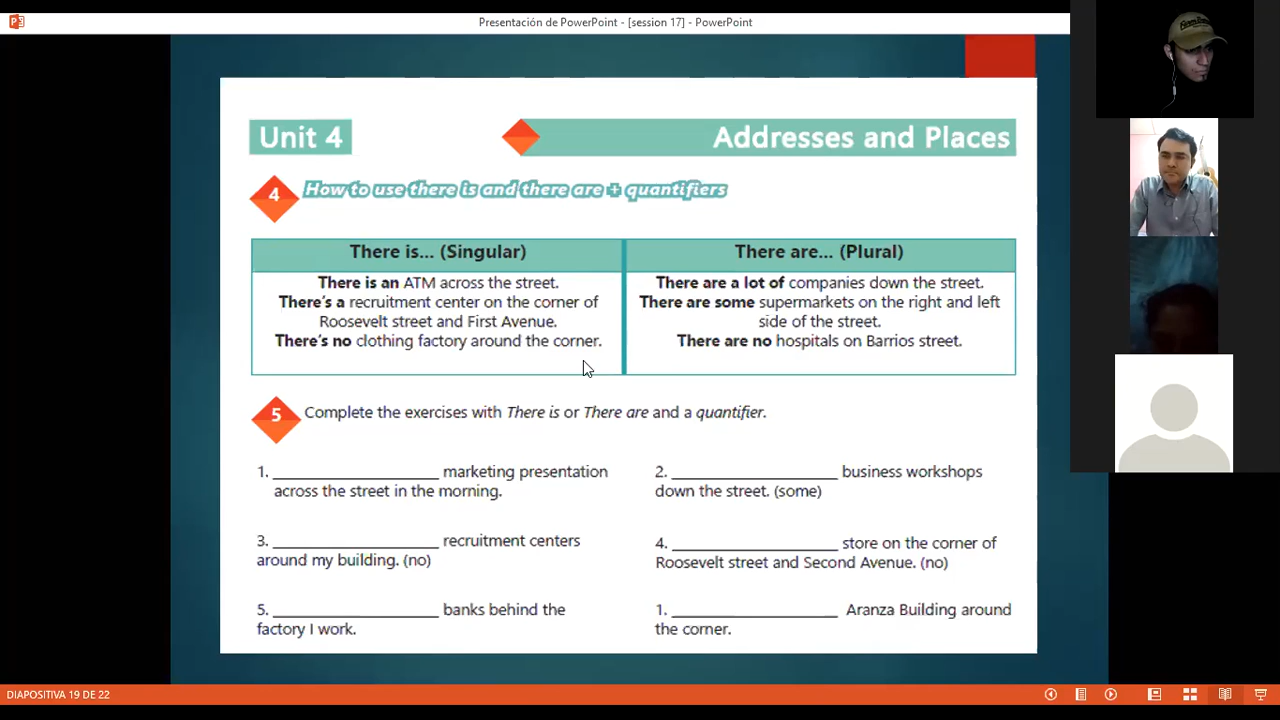 Presentación de PowerPoint - [session 17] - PowerPoint
Unit 4
Addresses and Places
4
How to use there is and there are + quantifiers
There is... (Singular)
There is an ATM across the street.
There's a recruitment center on the corner of
Roosevelt street and First Avenue.
There's no clothing factory around the corner.
There are... (Plural)
There are a lot of companies down the street.
There are some supermarkets on the right and left
side of the street.
There are no hospitals on Barrios street.
5
Complete the exercises with There is or There are and a quantifier.
1. ____________________ marketing presentation
across the street in the morning.
2. ____________________ business workshops
down the street. (some)
3. ____________________ recruitment centers
around my building. (no)
4. ____________________ store on the corner of
Roosevelt street and Second Avenue. (no)
5. ____________________ banks behind the
factory I work.
1. ____________________ Aranza Building around
the corner.
DIAPOSITIVA 19 DE 22